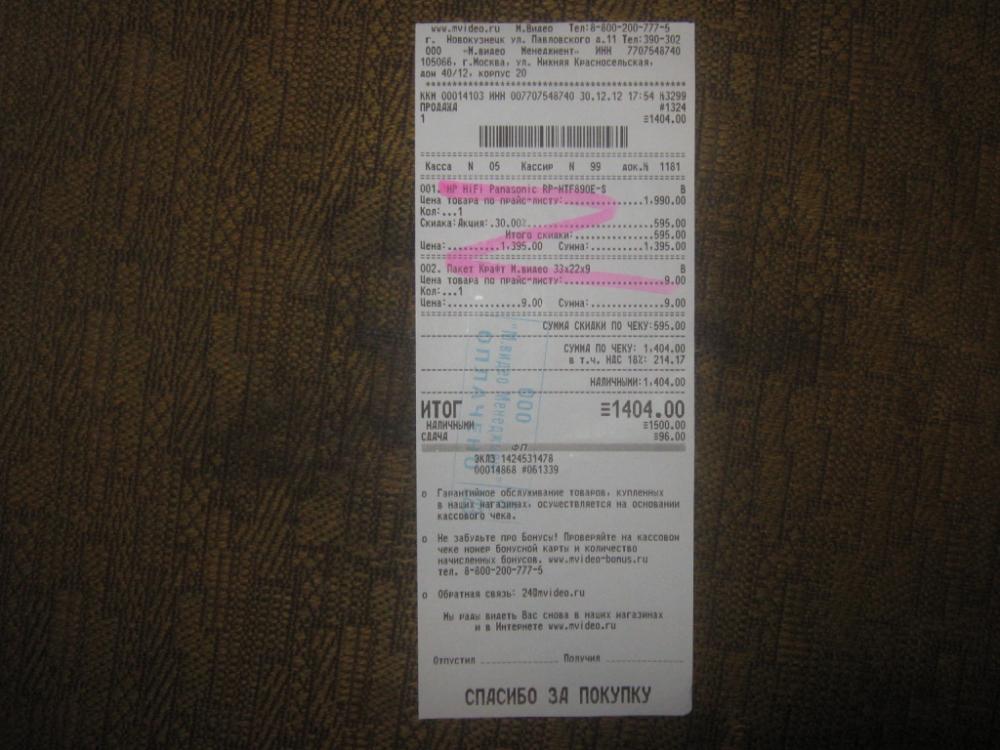 www.mvideo.ru М.Видео Тел:8-800-200-777-5
г. Новокузнецк ул. Павловского д.11 Тел:390-302
ООО "М.видео Менеджмент" ИНН 7707548740
105066, г.Москва, ул. Нижняя Красносельская,
дом 40/12, корпус 20
ККМ 00014103 ИНН 007707548740 30.12.12 17:54 №3299
ПРОДАЖА #1324
1 ≡1404.00
Касса N 05 Кассир N 99 док.№ 1181
001. HP HiFi Panasonic RP-HTF890E-S В
Цена товара по прайс-листу:..............1,990.00
Кол:...1
Скидка:Акция:.30.00%.....................595.00
Итого скидки:................595.00
Цена:.........1,395.00 Сумма:..............1,395.00
002. Пакет Крафт М.видео 33х22х9 В
Цена товара по прайс-листу:..................9.00
Кол:...1
Цена:............9.00 Сумма:.................9.00
СУММА СКИДКИ ПО ЧЕКУ:595.00
СУММА ПО ЧЕКУ: 1,404.00
в т.ч. НДС 18%: 214.17
НАЛИЧНЫМИ:1,404.00
ИТОГ ≡1404.00
НАЛИЧНЫМИ ≡1500.00
СДАЧА ≡96.00
ФП
ЭКЛЗ 1424531478
00014868 #061339
ООО
"М.видео Менеджмент"
ОПЛАЧЕНО
o Гарантийное обслуживание товаров, купленных
в наших магазинах, осуществляется на основании
кассового чека.
o Не забудьте про Бонусы! Проверяйте на кассовом
чеке номер бонусной карты и количество
начисленных бонусов. www.mvideo-bonus.ru
тел. 8-800-200-777-5
o Обратная связь: 24@mvideo.ru
Мы рады видеть Вас снова в наших магазинах
и в Интернете www.mvideo.ru
Отпустил ______________ Получил ______________
СПАСИБО ЗА ПОКУПКУ